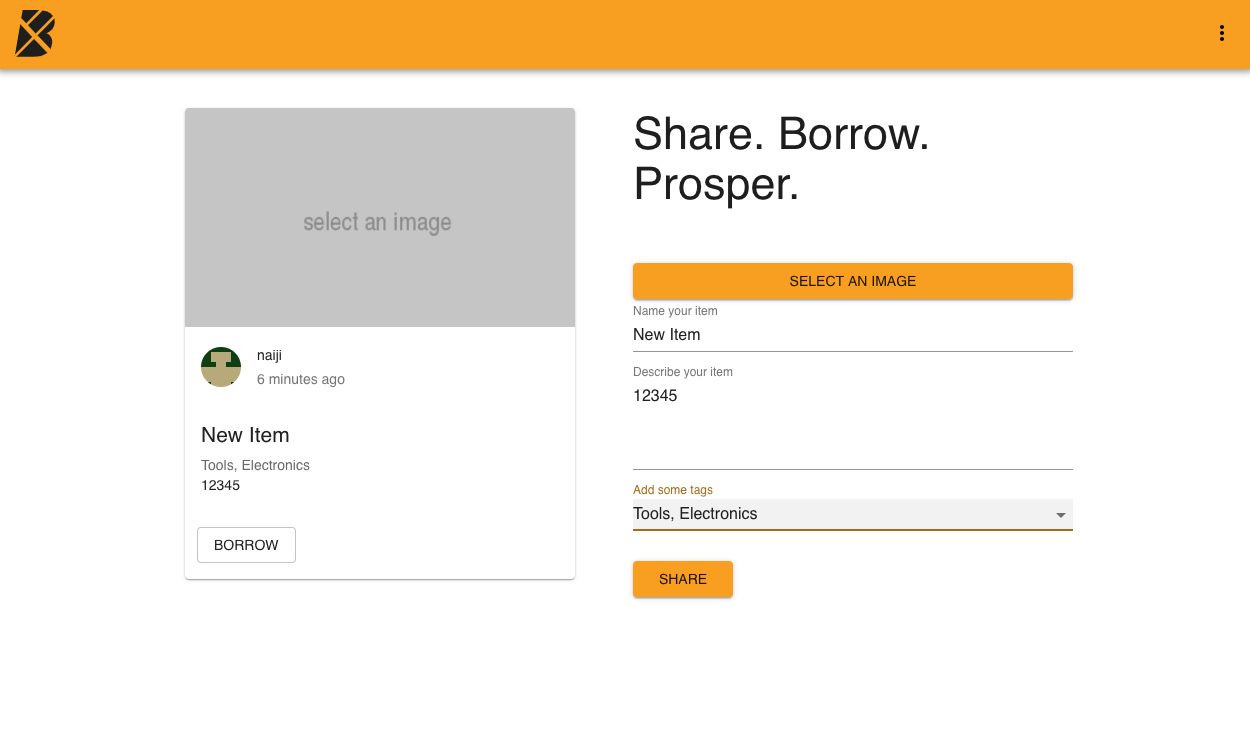 select an image
naiji
6 minutes ago
New Item
Tools, Electronics
12345
BORROW
Share. Borrow.
Prosper.
SELECT AN IMAGE
Name your item
New Item
Describe your item
12345
Add some tags
Tools, Electronics
SHARE